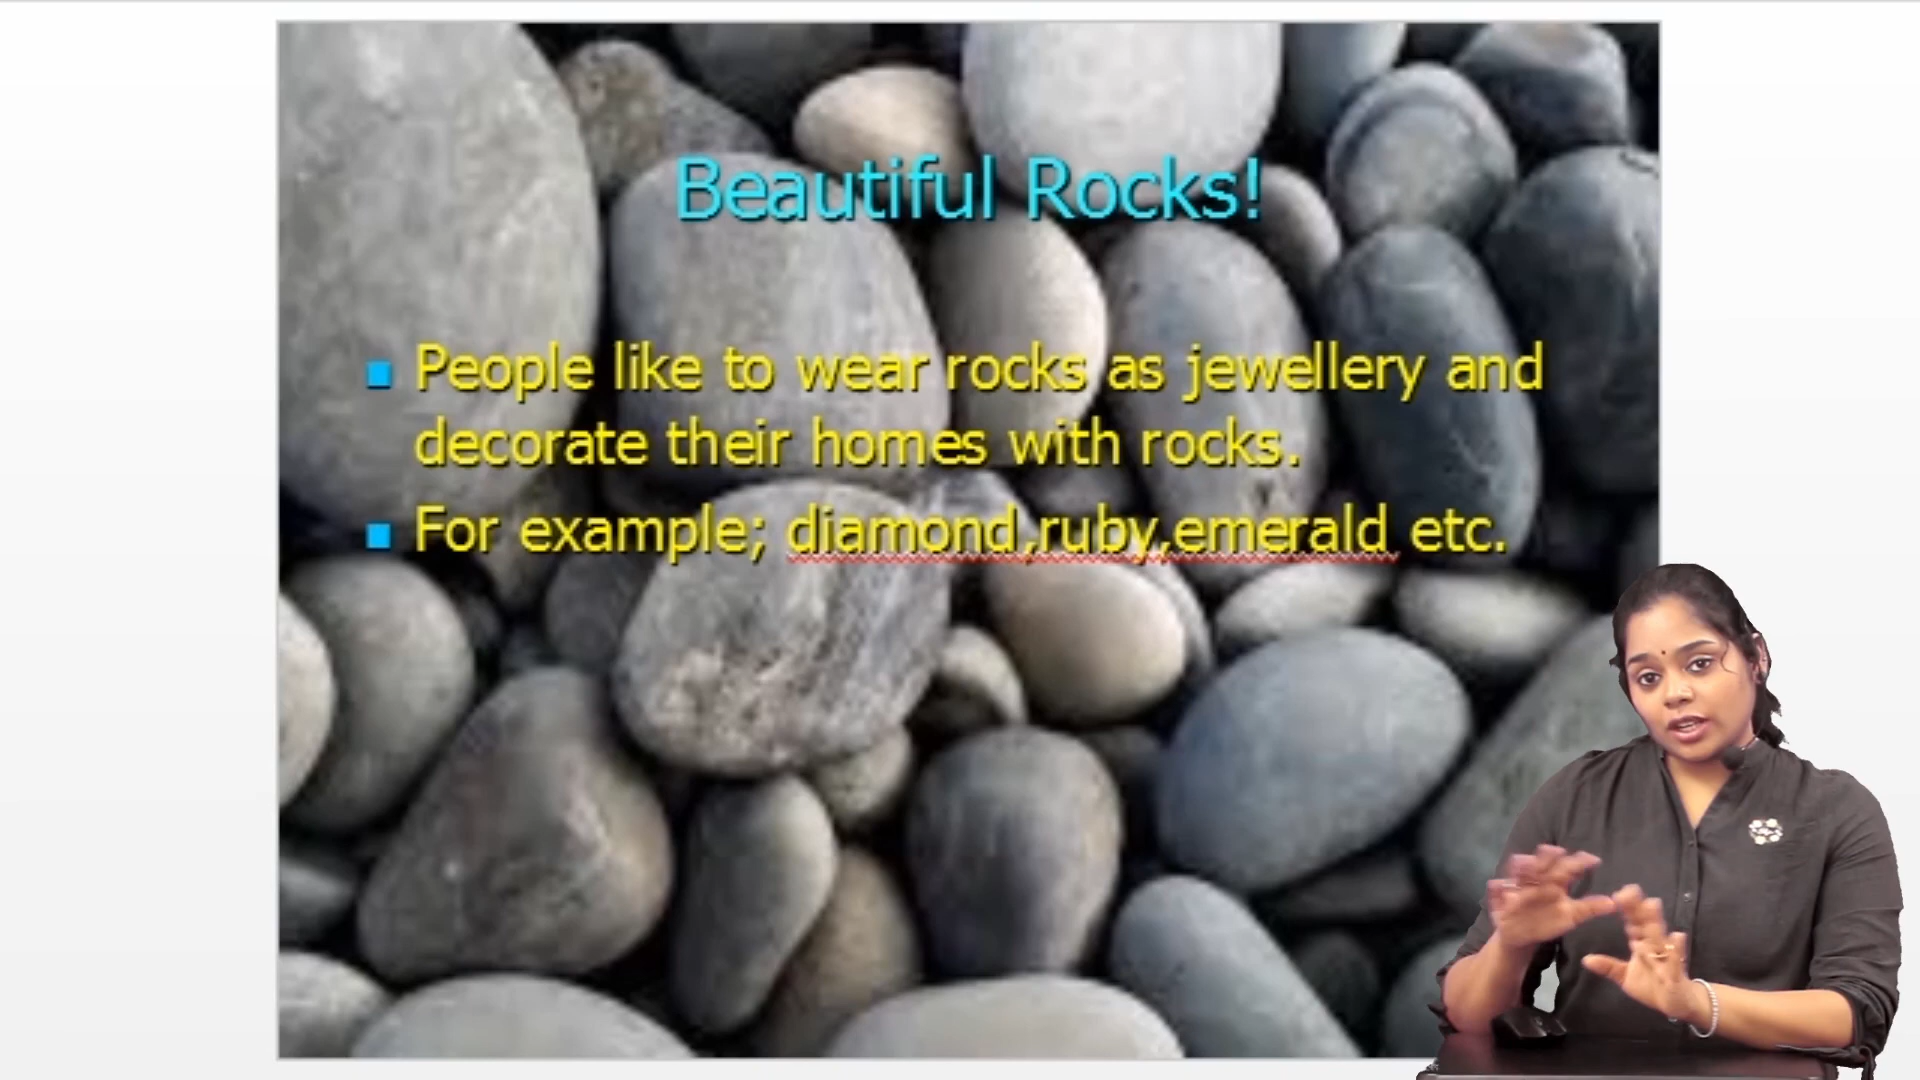 Beautiful Rocks!
People like to wear rocks as jewellery and
decorate their homes with rocks.
For example; diamond,ruby,emerald etc.